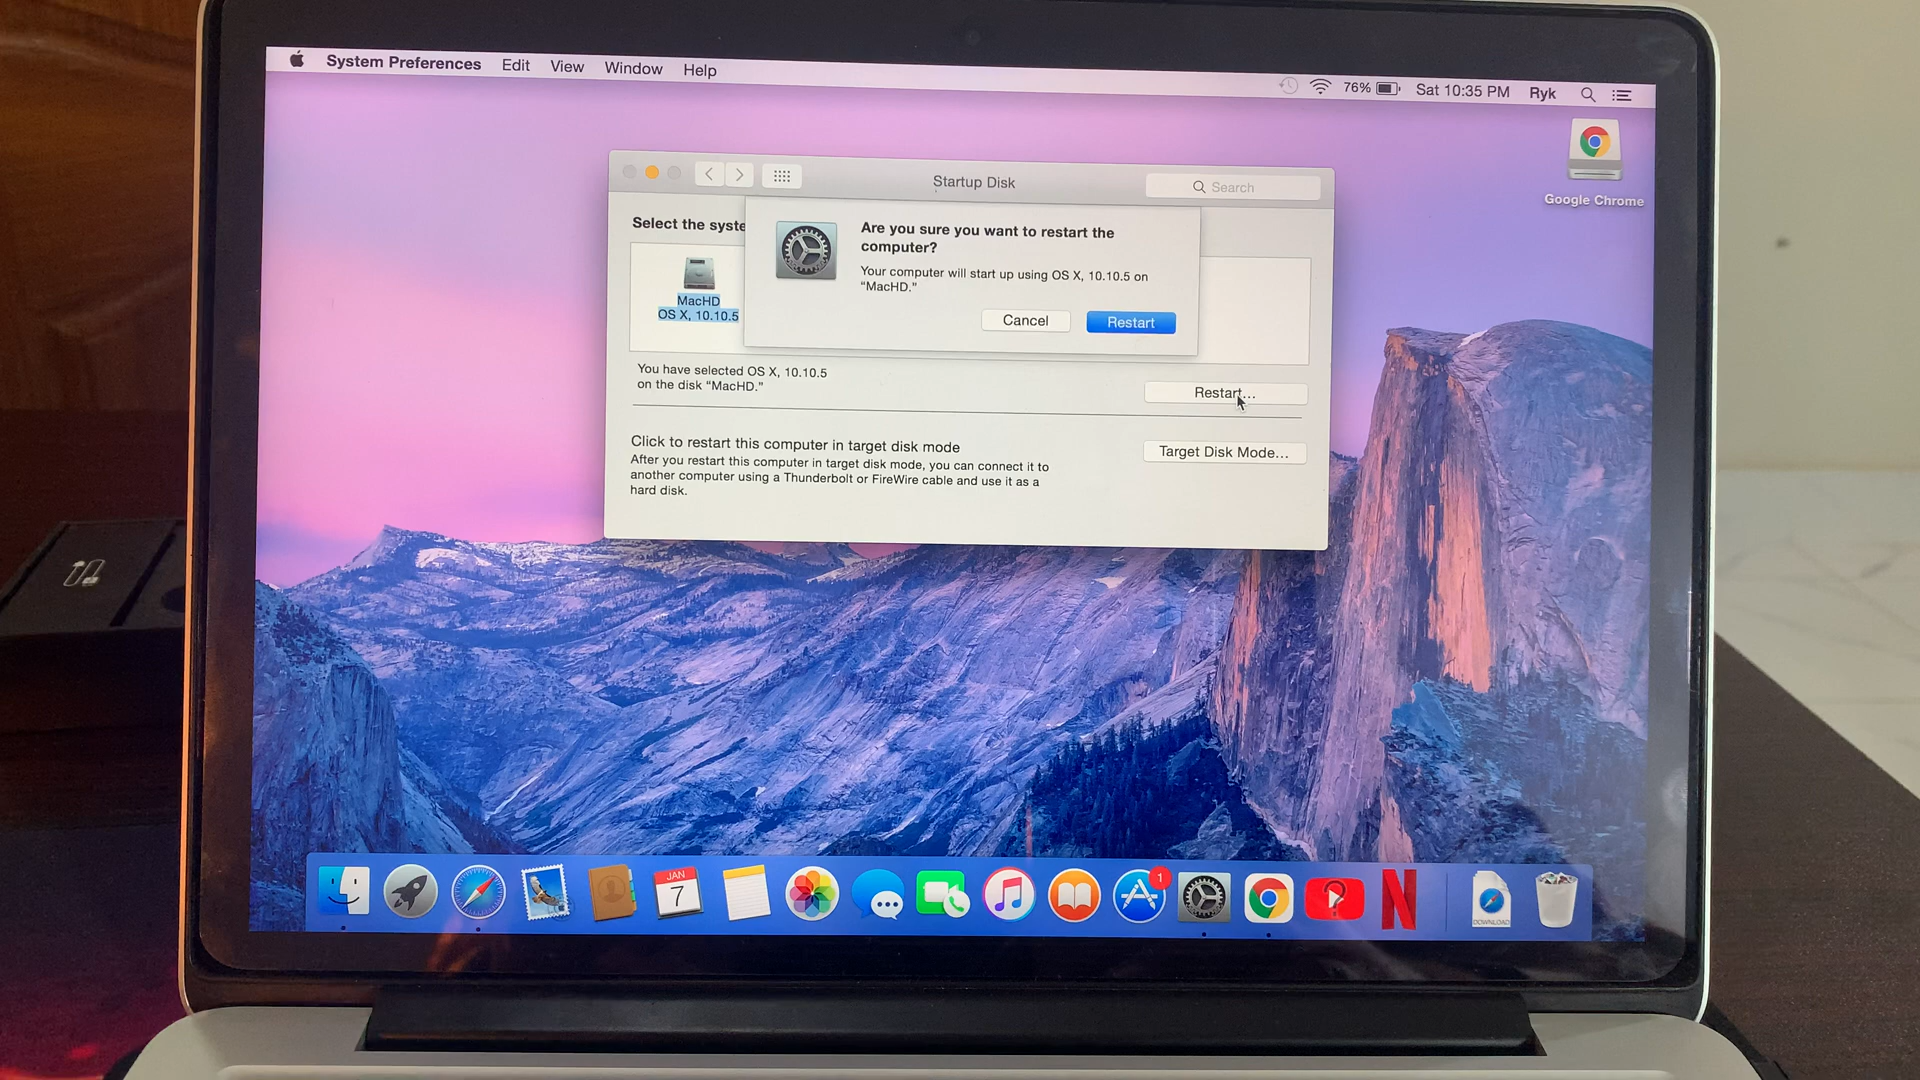 System Preferences Edit View Window Help
76% Sat 10:35 PM Ryk
Google Chrome
Startup Disk
Search
Select the syste
Are you sure you want to restart the
computer?
Your computer will start up using OS X, 10.10.5 on
“MacHD.”
Cancel Restart
MacHD
OS X, 10.10.5
You have selected OS X, 10.10.5
on the disk “MacHD.”
Restart...
Click to restart this computer in target disk mode
After you restart this computer in target disk mode, you can connect it to
another computer using a Thunderbolt or FireWire cable and use it as a
hard disk.
Target Disk Mode...
JAN
7
1
N
DOWNLOAD